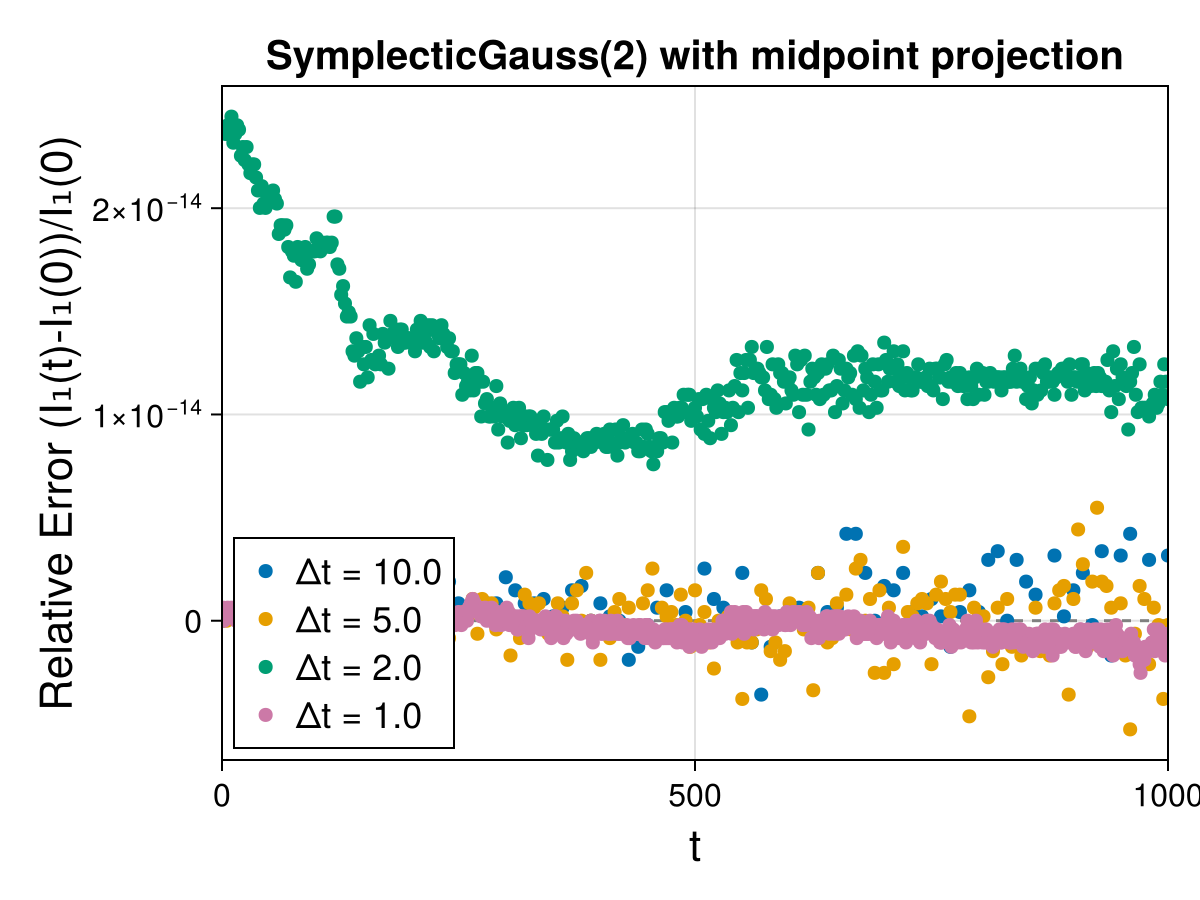 SymplecticGauss(2) with midpoint projection
Relative Error (I₁(t)-I₁(0))/I₁(0)
2×10⁻¹⁴
1×10⁻¹⁴
0
Δt = 10.0
Δt = 5.0
Δt = 2.0
Δt = 1.0
0
500
1000
t